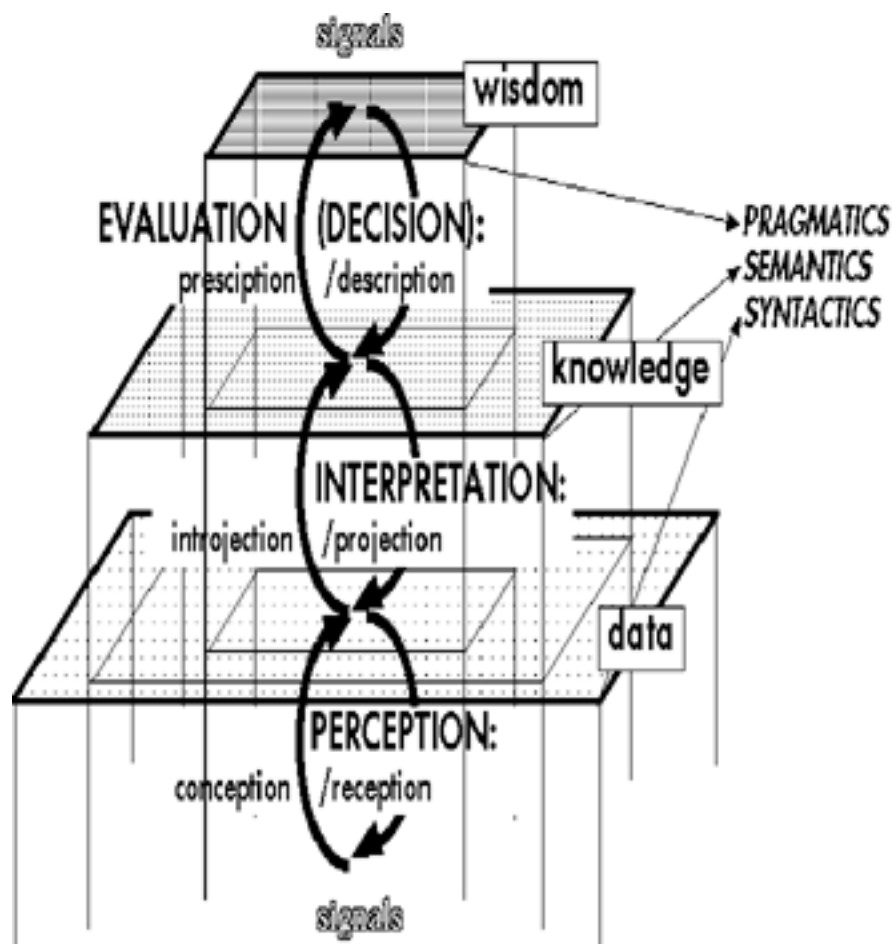 signals
wisdom
EVALUATION (DECISION):
presciption /description
PRAGMATICS
SEMANTICS
SYNTACTICS
knowledge
INTERPRETATION:
introjection /projection
data
PERCEPTION:
conception /reception
signals